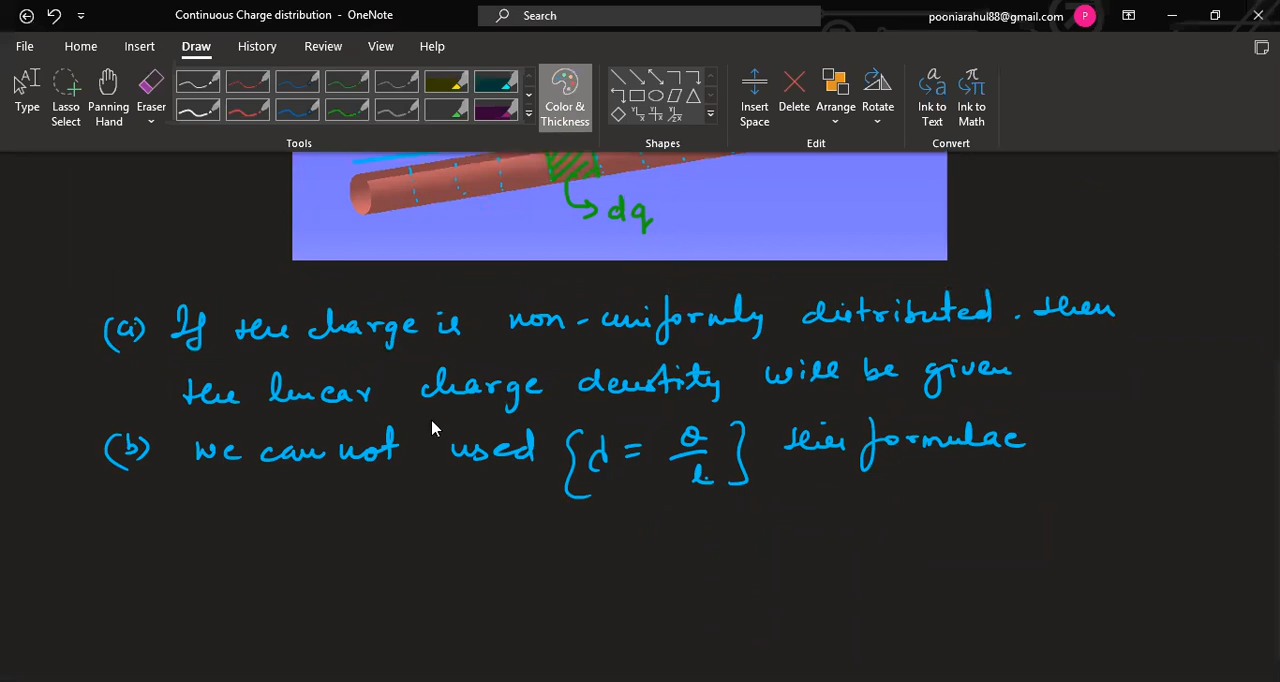 Continuous Charge distribution - OneNote
Search
pooniarahul88@gmail.com
P
File Home Insert Draw History Review View Help
Type
Lasso Select
Panning Hand
Eraser
Color & Thickness
Insert Space
Delete
Arrange
Rotate
Ink to Text
Ink to Math
Tools
Shapes
Edit
Convert
dq
(a) If the charge is non-uniformly distributed. then
the linear charge denstity will be given
(b) we can not used {λ = Q/L} this formulae